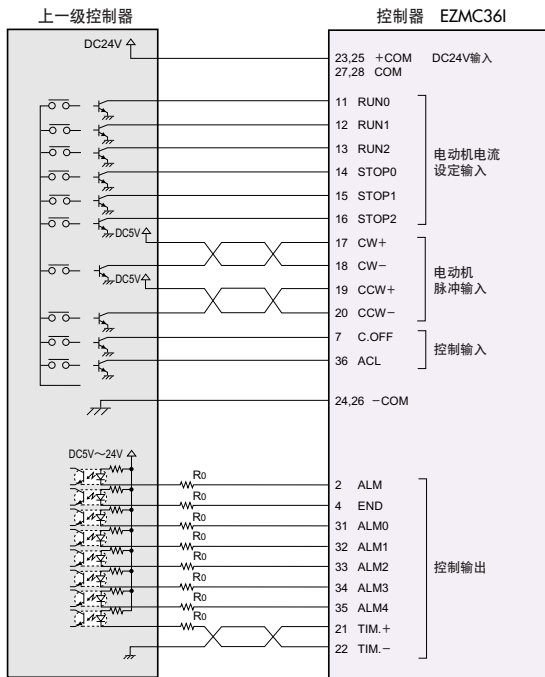 上一级控制器
控制器 EZMC36I
DC24V
23,25 +COM DC24V输入
27,28 COM
11 RUN0
12 RUN1
13 RUN2
14 STOP0
15 STOP1
16 STOP2
电动机电流
设定输入
DC5V
17 CW+
18 CW−
DC5V
19 CCW+
20 CCW−
电动机
脉冲输入
7 C.OFF
36 ACL
控制输入
24,26 −COM
DC5V～24V
R0 2 ALM
R0 4 END
R0 31 ALM0
R0 32 ALM1
R0 33 ALM2
R0 34 ALM3
R0 35 ALM4
R0 21 TIM.+
22 TIM.−
控制输出